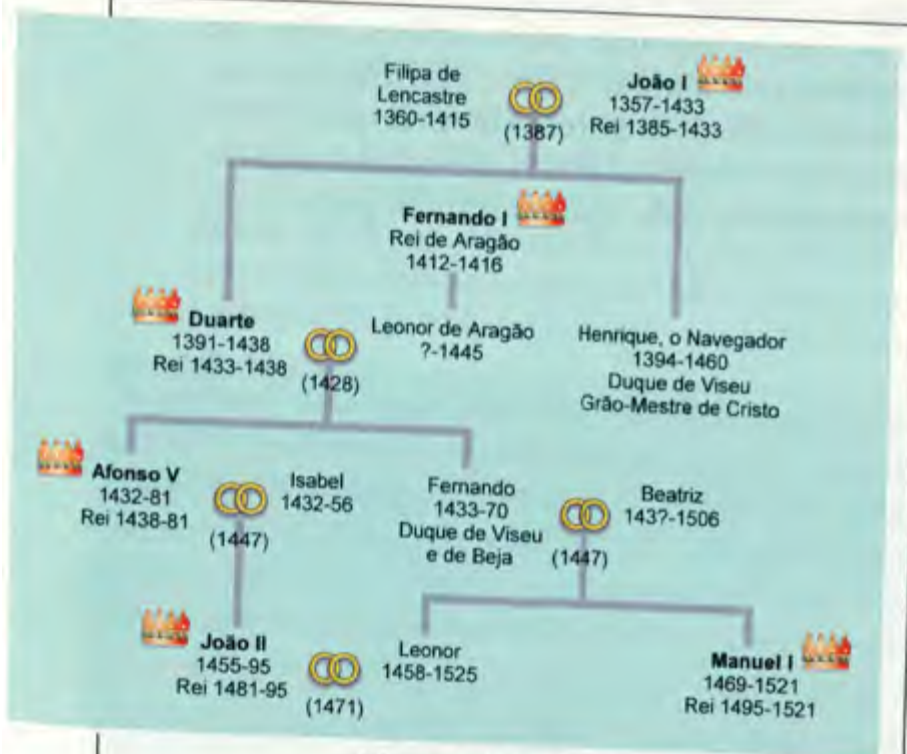 Filipa de
Lencastre
1360-1415
(1387)
João I
1357-1433
Rei 1385-1433
Fernando I
Rei de Aragão
1412-1416
Duarte
1391-1438
Rei 1433-1438
(1428)
Leonor de Aragão
?-1445
Henrique, o Navegador
1394-1460
Duque de Viseu
Grão-Mestre de Cristo
Afonso V
1432-81
Rei 1438-81
(1447)
Isabel
1432-56
Fernando
1433-70
Duque de Viseu
e de Beja
(1447)
Beatriz
143?-1506
João II
1455-95
Rei 1481-95
(1471)
Leonor
1458-1525
Manuel I
1469-1521
Rei 1495-1521